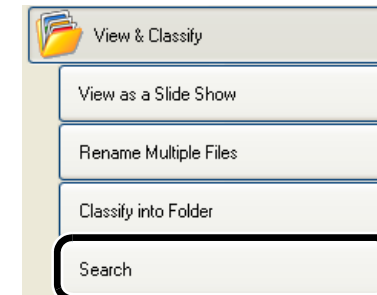 View & Classify
View as a Slide Show
Rename Multiple Files
Classify into Folder
Search